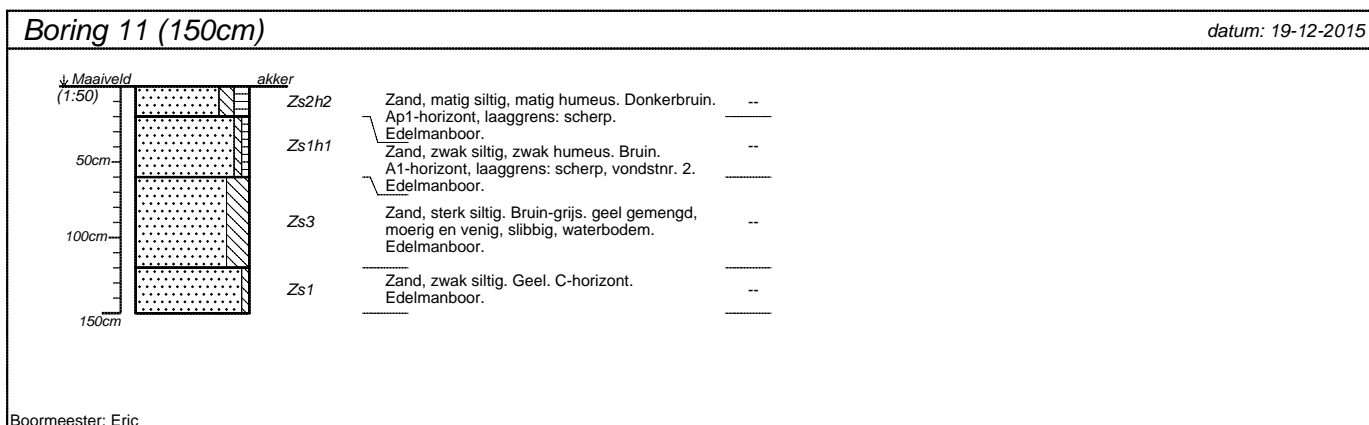 Boring 11 (150cm)
datum: 19-12-2015
Maaiveld
akker
(1:50)
Zs2h2
Zand, matig siltig, matig humeus. Donkerbruin.
--
Ap1-horizont, laaggrens: scherp.
Edelmanboor.
Zs1h1
Zand, zwak siltig, zwak humeus. Bruin.
--
50cm
A1-horizont, laaggrens: scherp, vondstnr. 2.
Edelmanboor.
Zs3
Zand, sterk siltig. Bruin-grijs. geel gemengd,
--
moerig en venig, slibbig, waterbodem.
100cm
Edelmanboor.
Zs1
Zand, zwak siltig. Geel. C-horizont.
--
Edelmanboor.
150cm
Boormeester: Eric